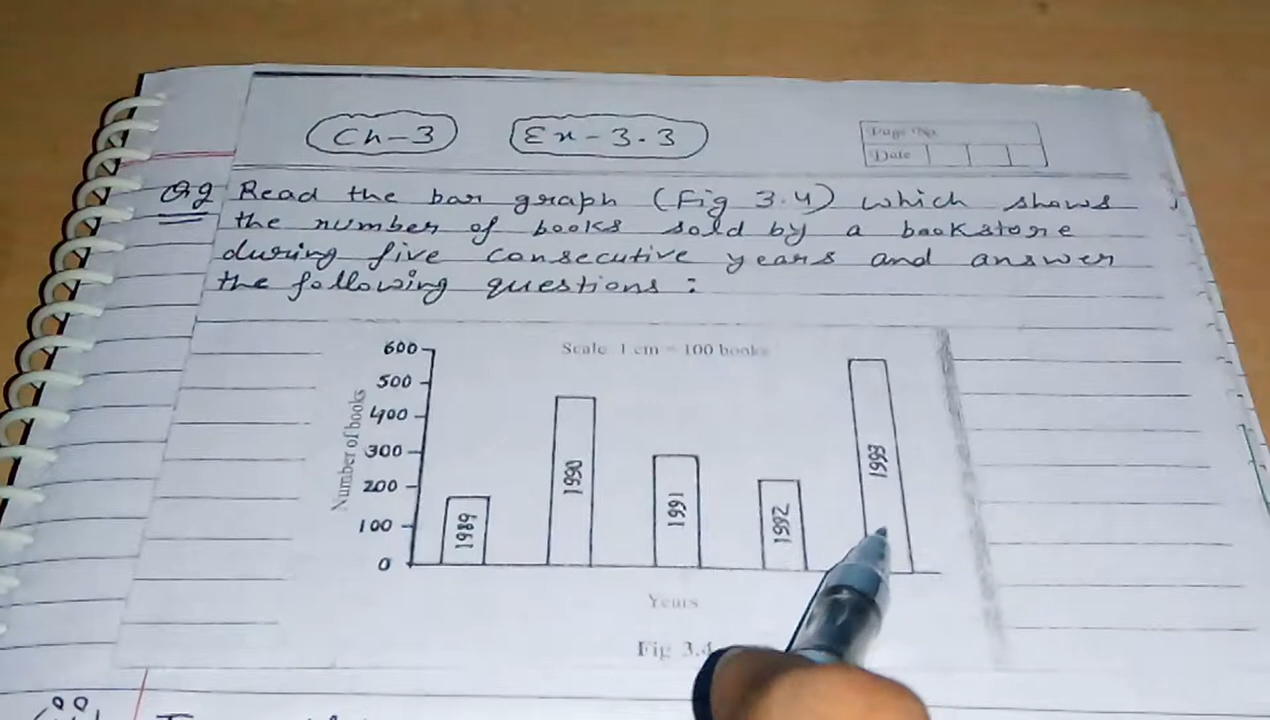 Ch-3 Ex-3.3
Page No.
Date
Q2 Read the bar graph (Fig 3.4) which shows
the number of books sold by a bookstore
during five consecutive years and answer
the following questions :
Scale 1 cm = 100 books
Number of books
600
500
400
300
200
100
0
1989 1990 1991 1992 1993
Years
Fig 3.4